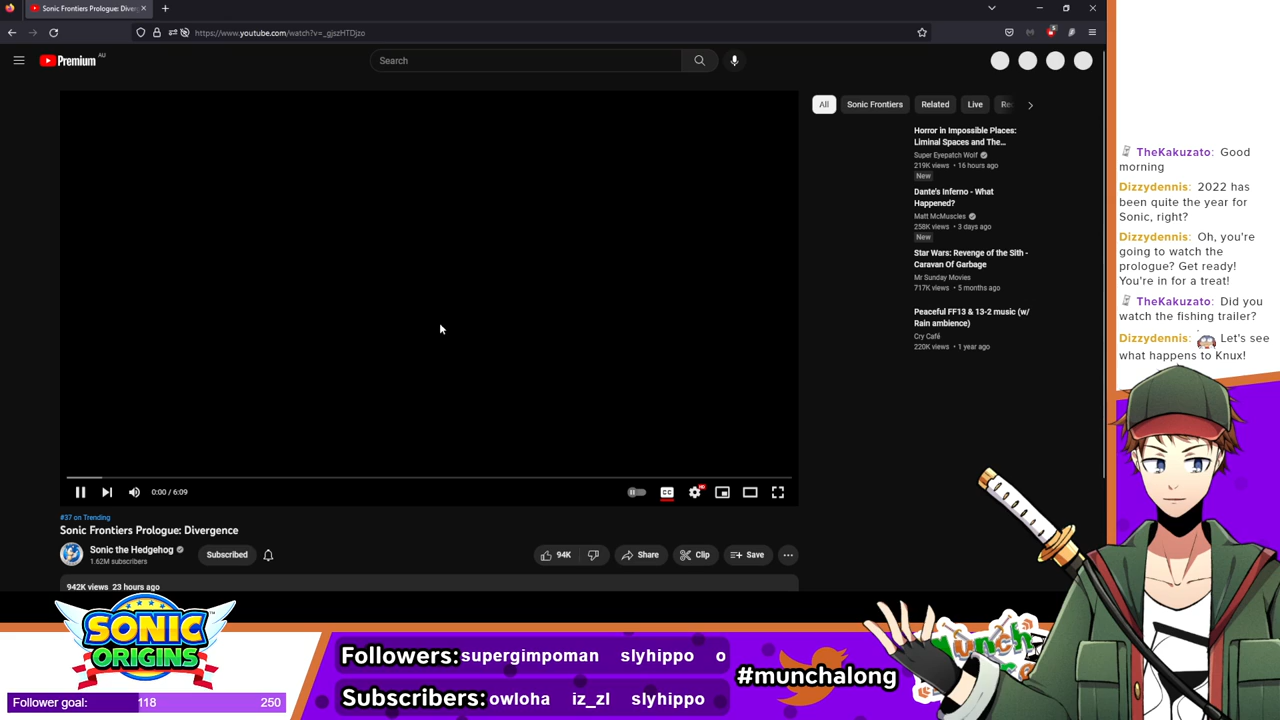 Sonic Frontiers Prologue: Diver
https://www.youtube.com/watch?v=_gjszHTDjzo
Premium AU
Search
All
Sonic Frontiers
Related
Live
Horror in Impossible Places:
Liminal Spaces and The...
Super Eyepatch Wolf
219K views • 16 hours ago
New
Dante's Inferno - What
Happened?
Matt McMuscles
258K views • 3 days ago
New
Star Wars: Revenge of the Sith -
Caravan Of Garbage
Mr Sunday Movies
717K views • 5 months ago
Peaceful FF13 & 13-2 music (w/
Rain ambience)
Cry Café
220K views • 1 year ago
0:00 / 6:09
CC
HD
#37 on Trending
Sonic Frontiers Prologue: Divergence
Sonic the Hedgehog
1.62M subscribers
Subscribed
94K
Share
Clip
Save
942K views 23 hours ago
TheKakuzato: Good
morning
Dizzydennis: 2022 has
been quite the year for
Sonic, right?
Dizzydennis: Oh, you're
going to watch the
prologue? Get ready!
You're in for a treat!
TheKakuzato: Did you
watch the fishing trailer?
Dizzydennis: Let's see
what happens to Knux!
SONIC
ORIGINS
Follower goal: 118 250
Followers: supergimpoman slyhippo o
Subscribers: owloha iz_zl slyhippo
#munchalong
Munch